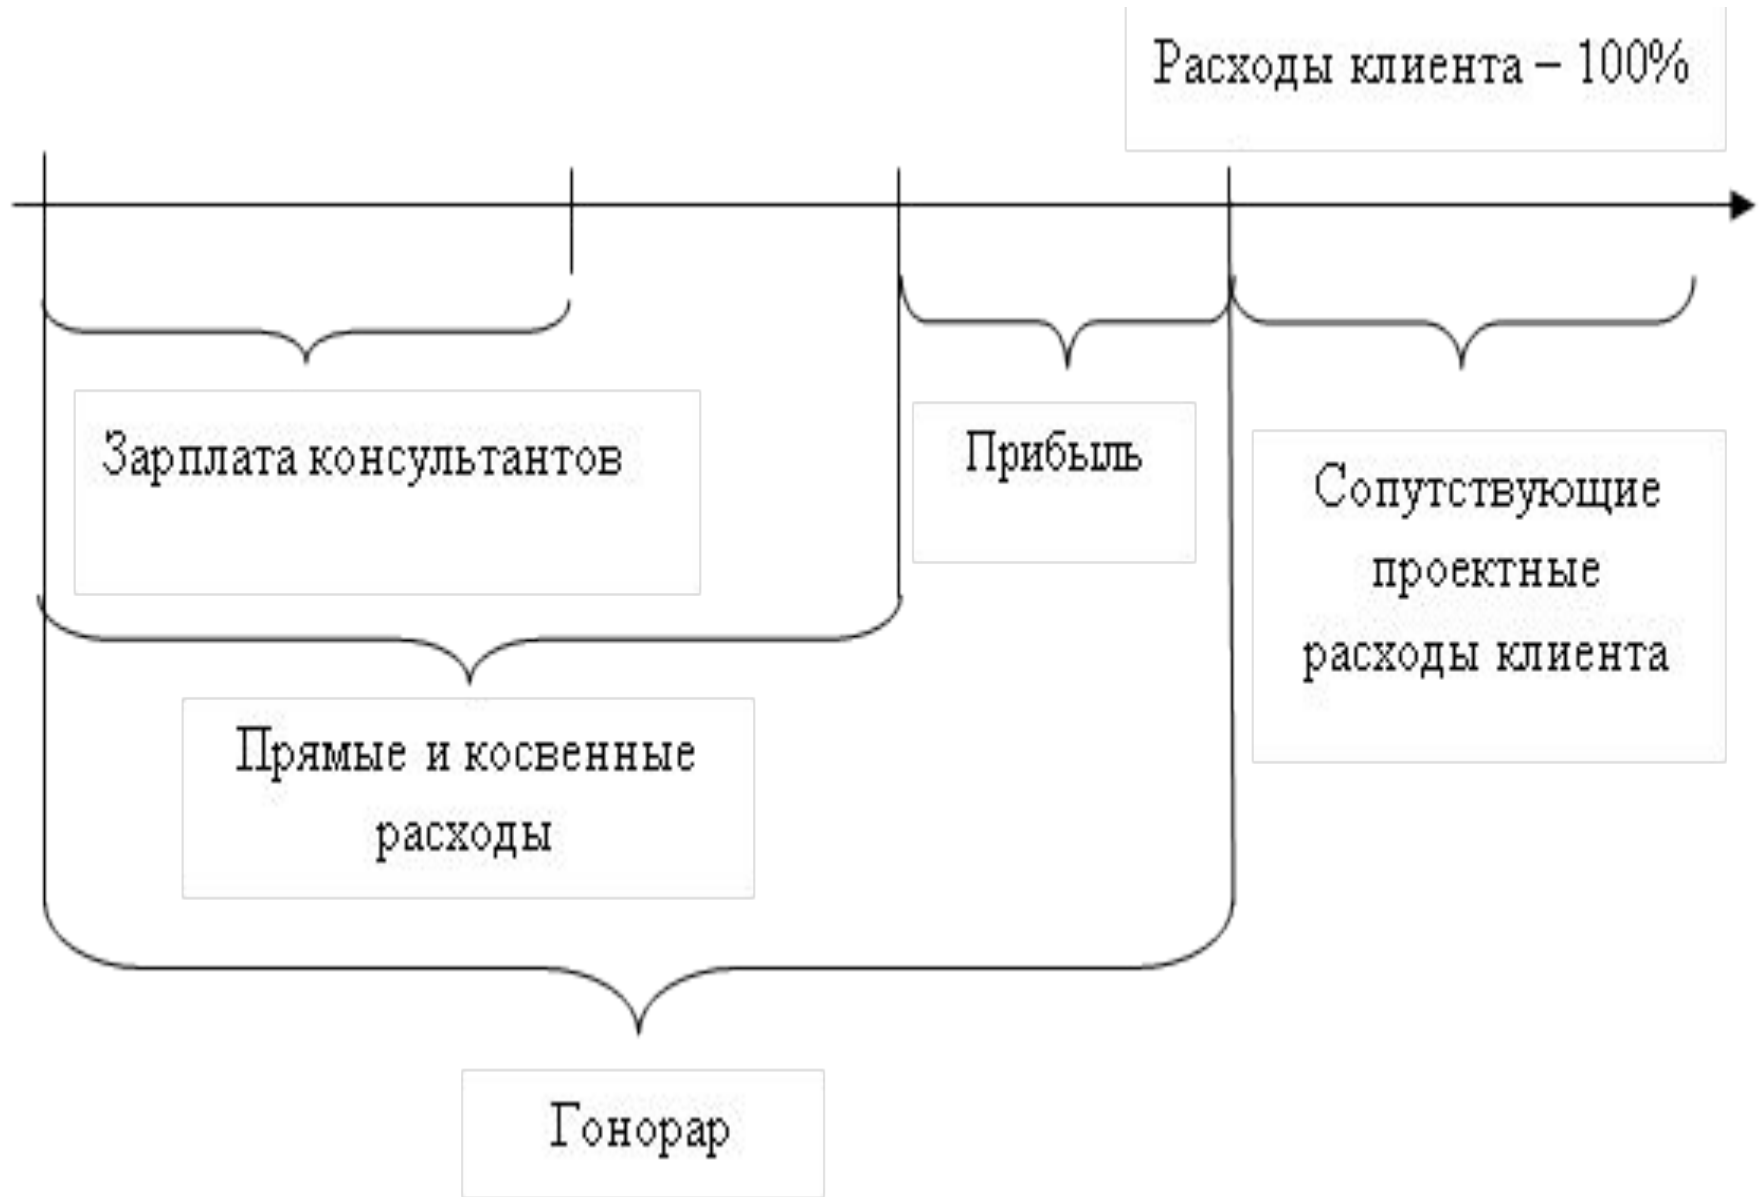 Расходы клиента – 100%
Зарплата консультантов
Прибыль
Сопутствующие
проектные
расходы клиента
Прямые и косвенные
расходы
Гонорар